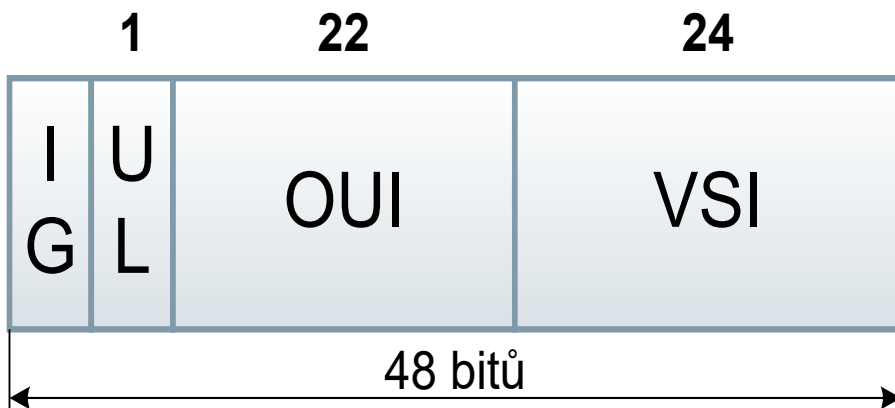 1 22 24
I U
G L
OUI VSI
48 bitů